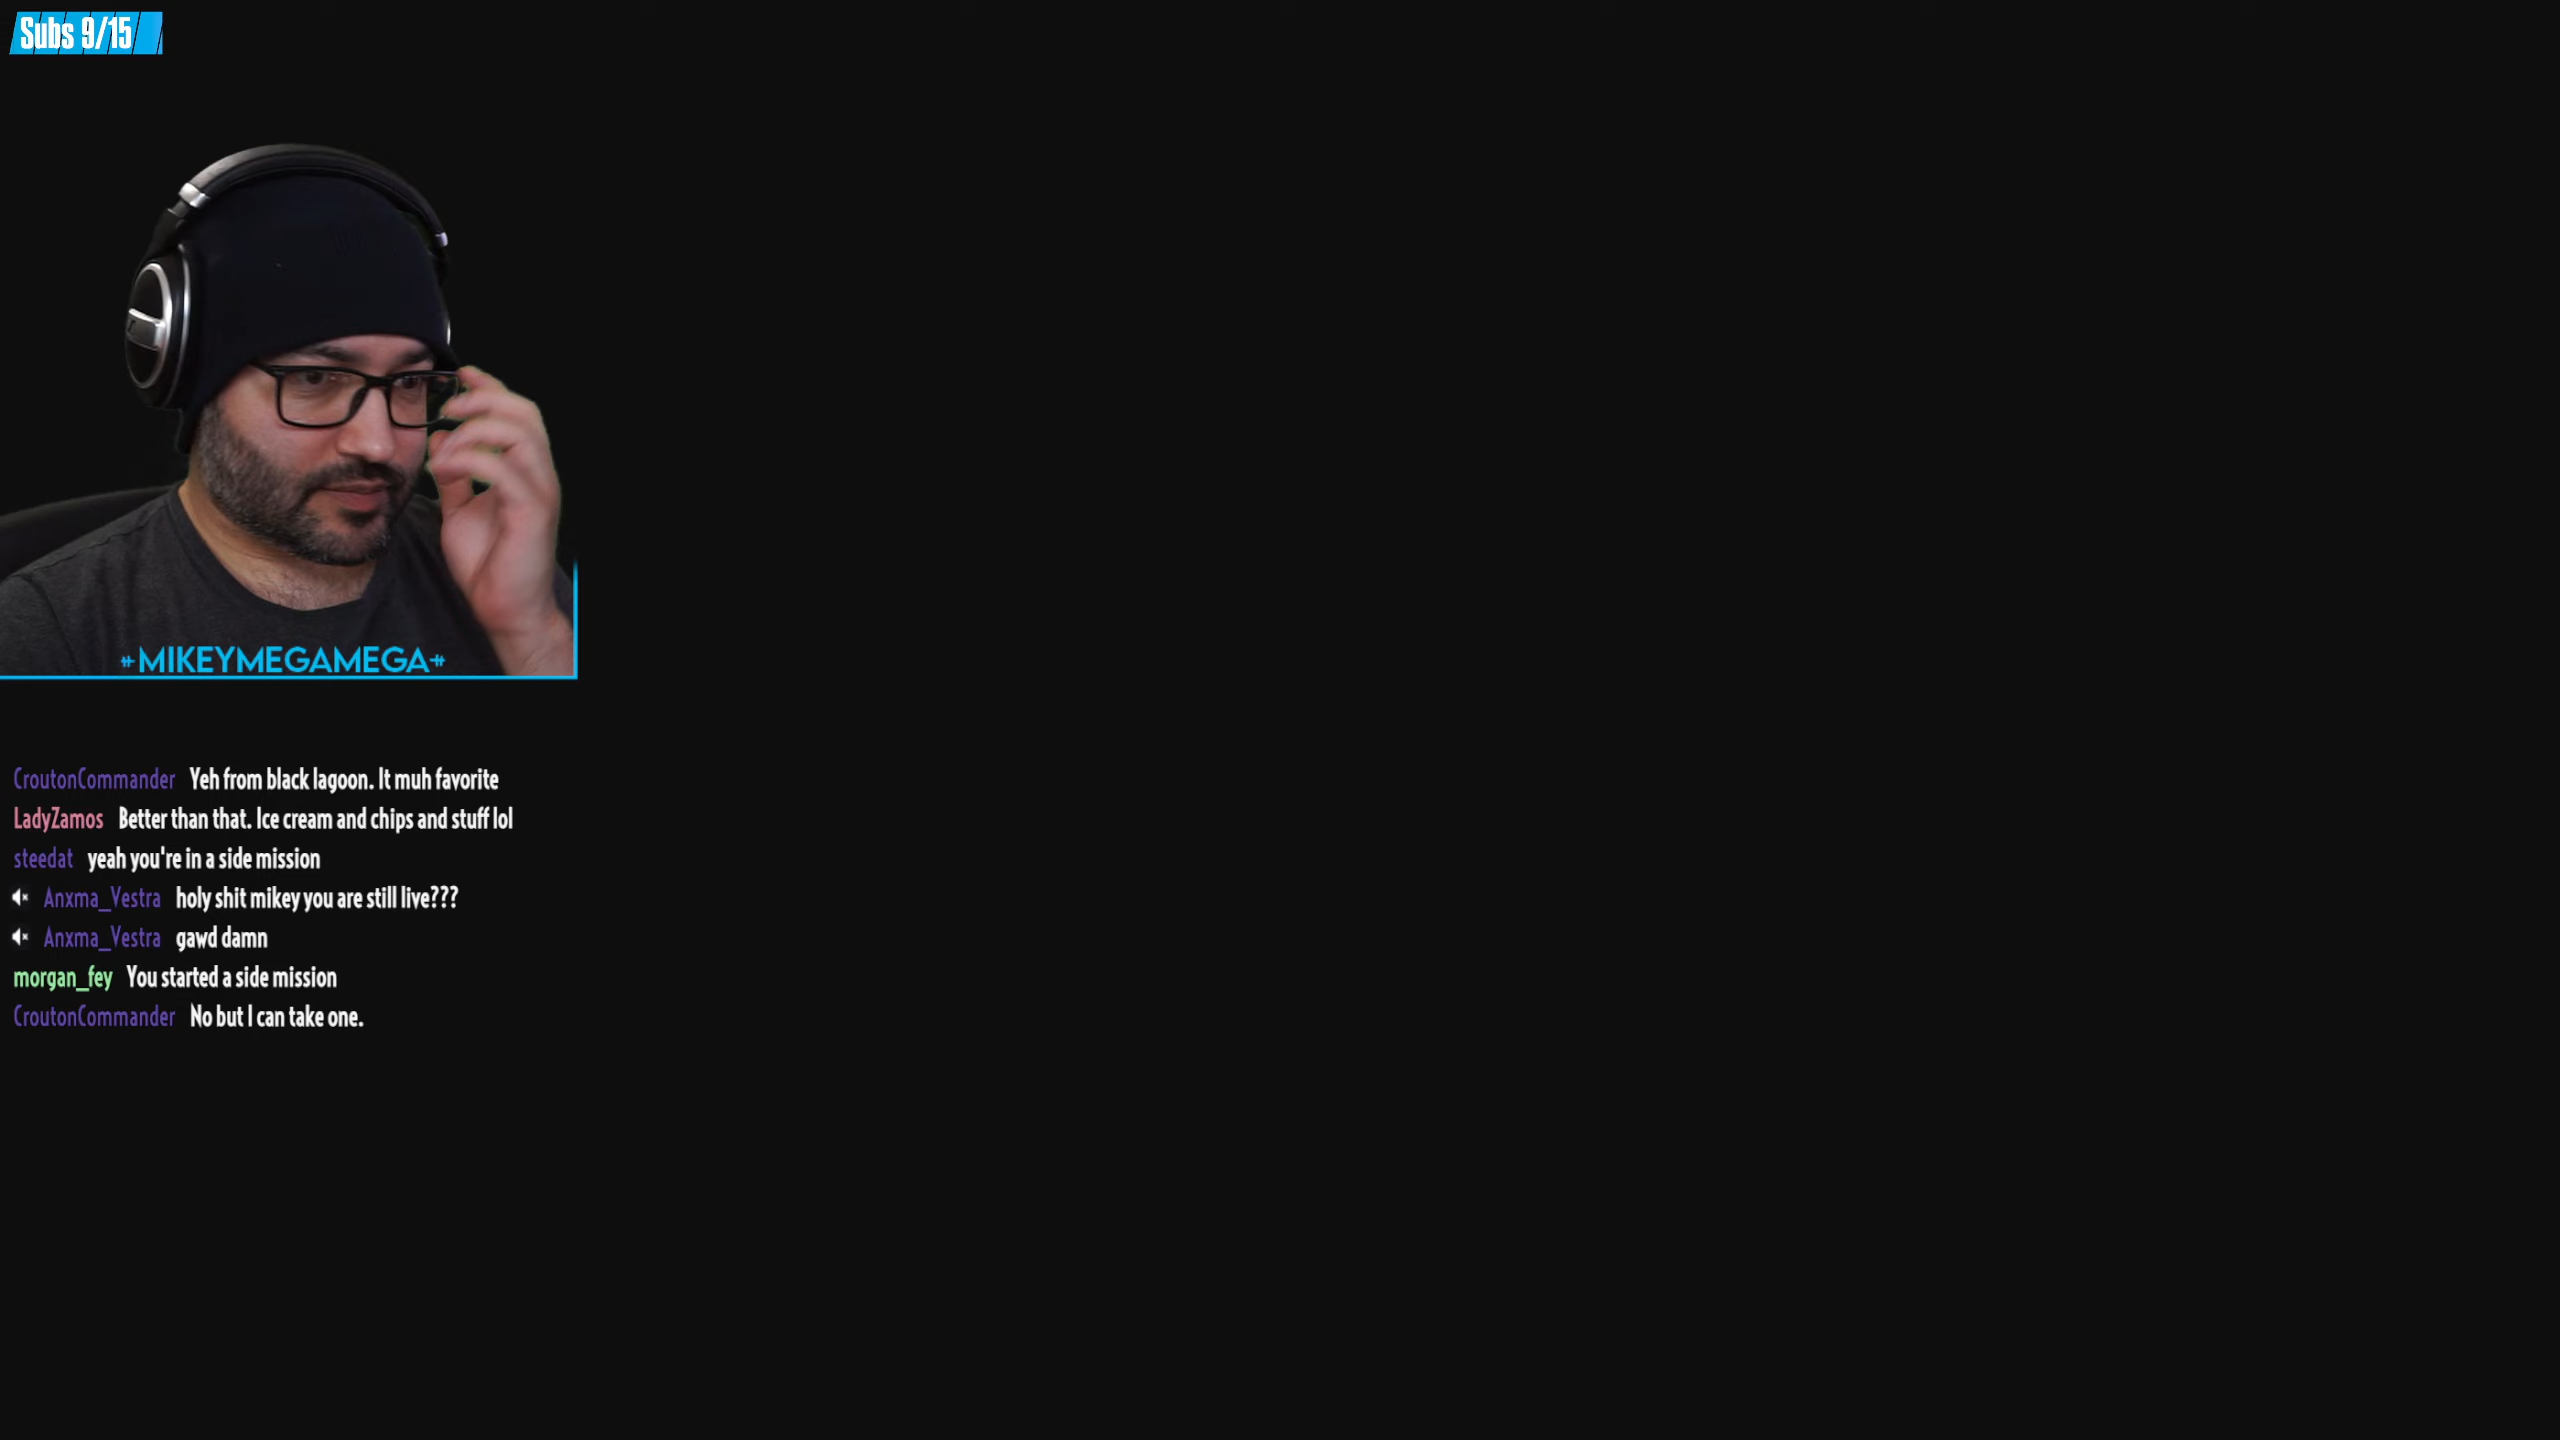 Subs 9/15
MIKEYMEGAMEGA
CroutonCommander Yeh from black lagoon. It muh favorite
LadyZamos Better than that. Ice cream and chips and stuff lol
steedat yeah you're in a side mission
Anxma_Vestra holy shit mikey you are still live???
Anxma_Vestra gawd damn
morgan_fey You started a side mission
CroutonCommander No but I can take one.